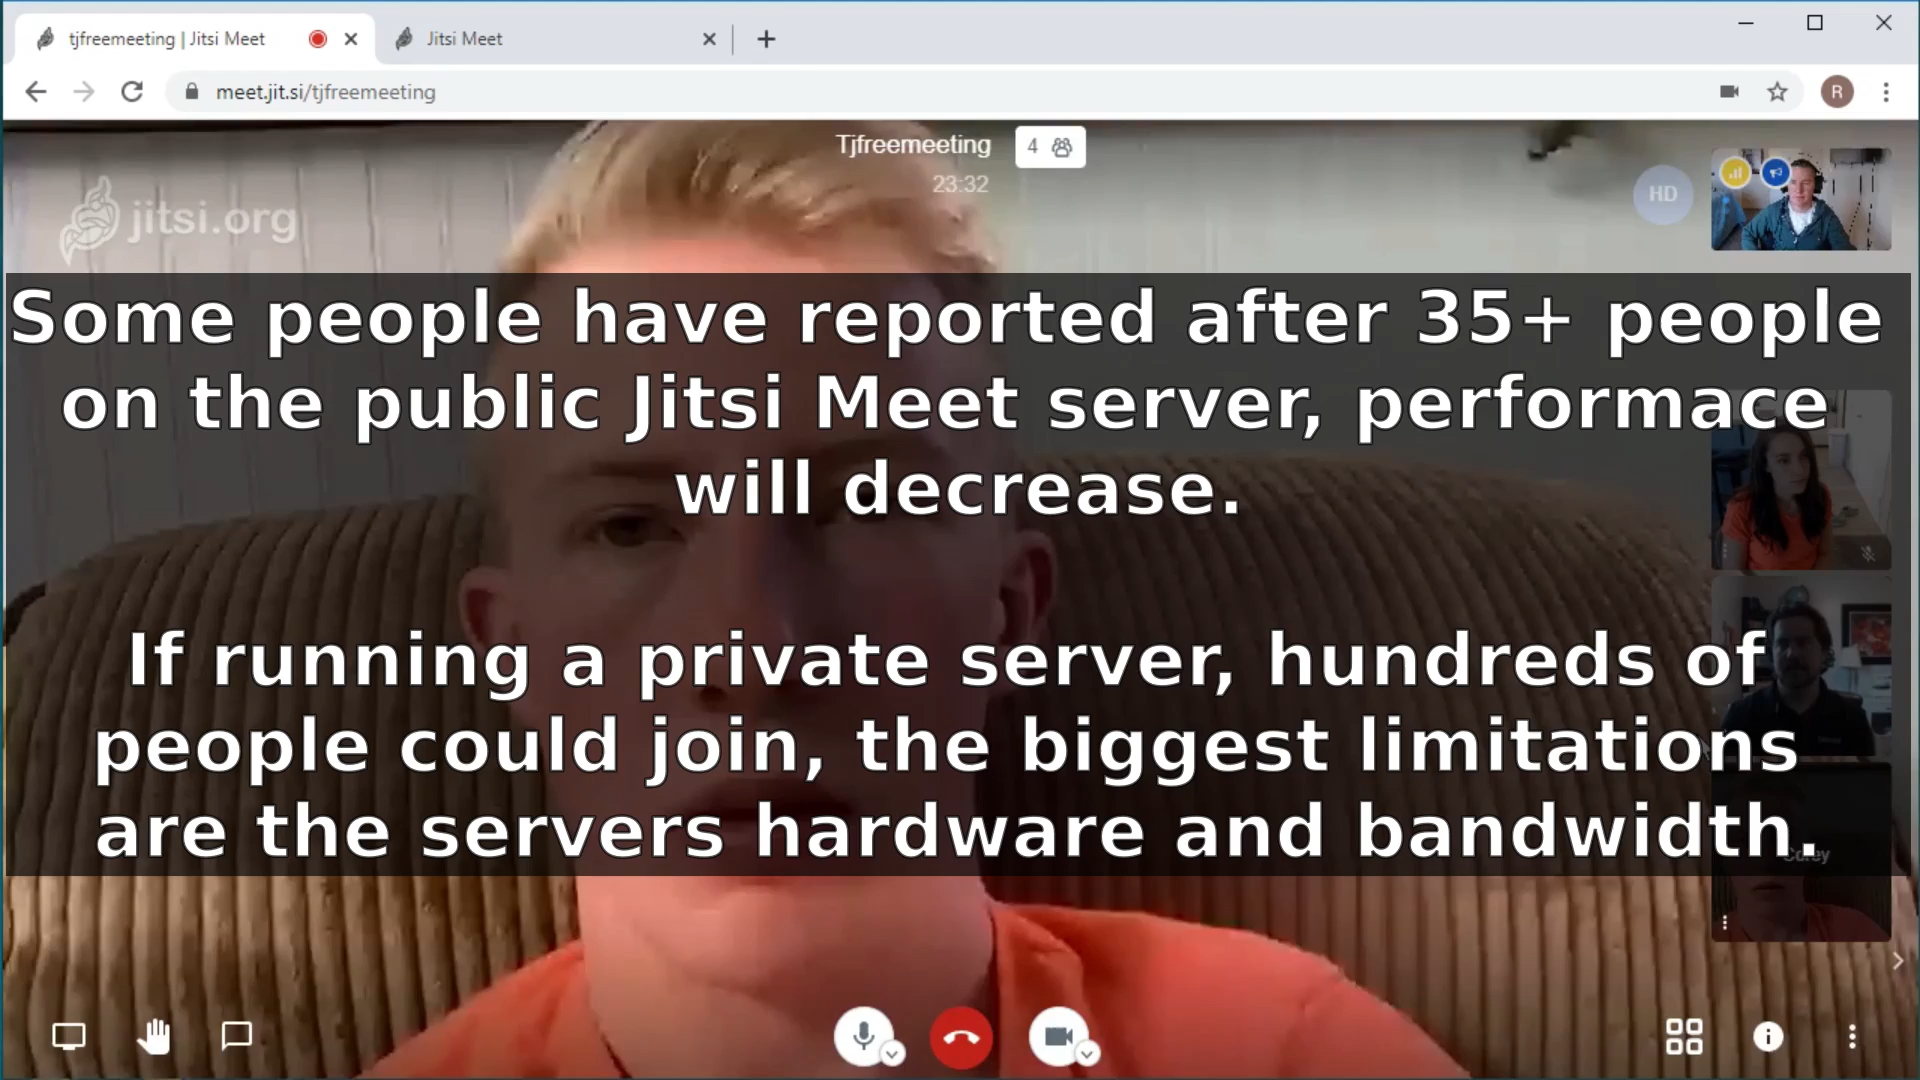 tjfreemeeting | Jitsi Meet
Jitsi Meet
meet.jit.si/tjfreemeeting
R
Tjfreemeeting
4
23:32
HD
jitsi.org
Some people have reported after 35+ people
on the public Jitsi Meet server, performace
will decrease.
If running a private server, hundreds of
people could join, the biggest limitations
are the servers hardware and bandwidth.
Corey